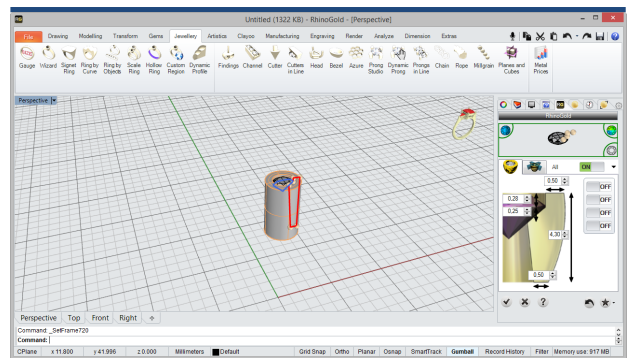 Untitled (1322 KB) - RhinoGold - [Perspective]
File Drawing Modelling Transform Gems Jewellery Artistics Clayoo Manufacturing Engraving Render Analyze Dimension Extras
Gauge Wizard Signet Ring Ring by Curve Ring by Objects Scale Ring Hollow Ring Custom Region Dynamic Profile Findings Channel Cutter Cutters in Line Head Bezel Azure Prong Studio Dynamic Prong Prongs in Line Chain Rope Millgrain Planes and Cubes Metal Prices
Perspective
RhinoGold
All ON
0,50
0,28 OFF
0,25 OFF
OFF
4,30 OFF
0,50
Perspective Top Front Right
Command: _SetFrame720
Command:
CPlane x 11.800 y 41.996 z 0.000 Millimeters Default Grid Snap Ortho Planar Osnap SmartTrack Gumball Record History Filter Memory use: 917 MB